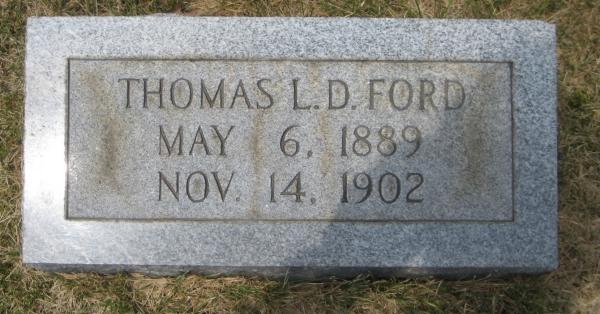 THOMAS L. D. FORD
MAY 6, 1889
NOV. 14, 1902